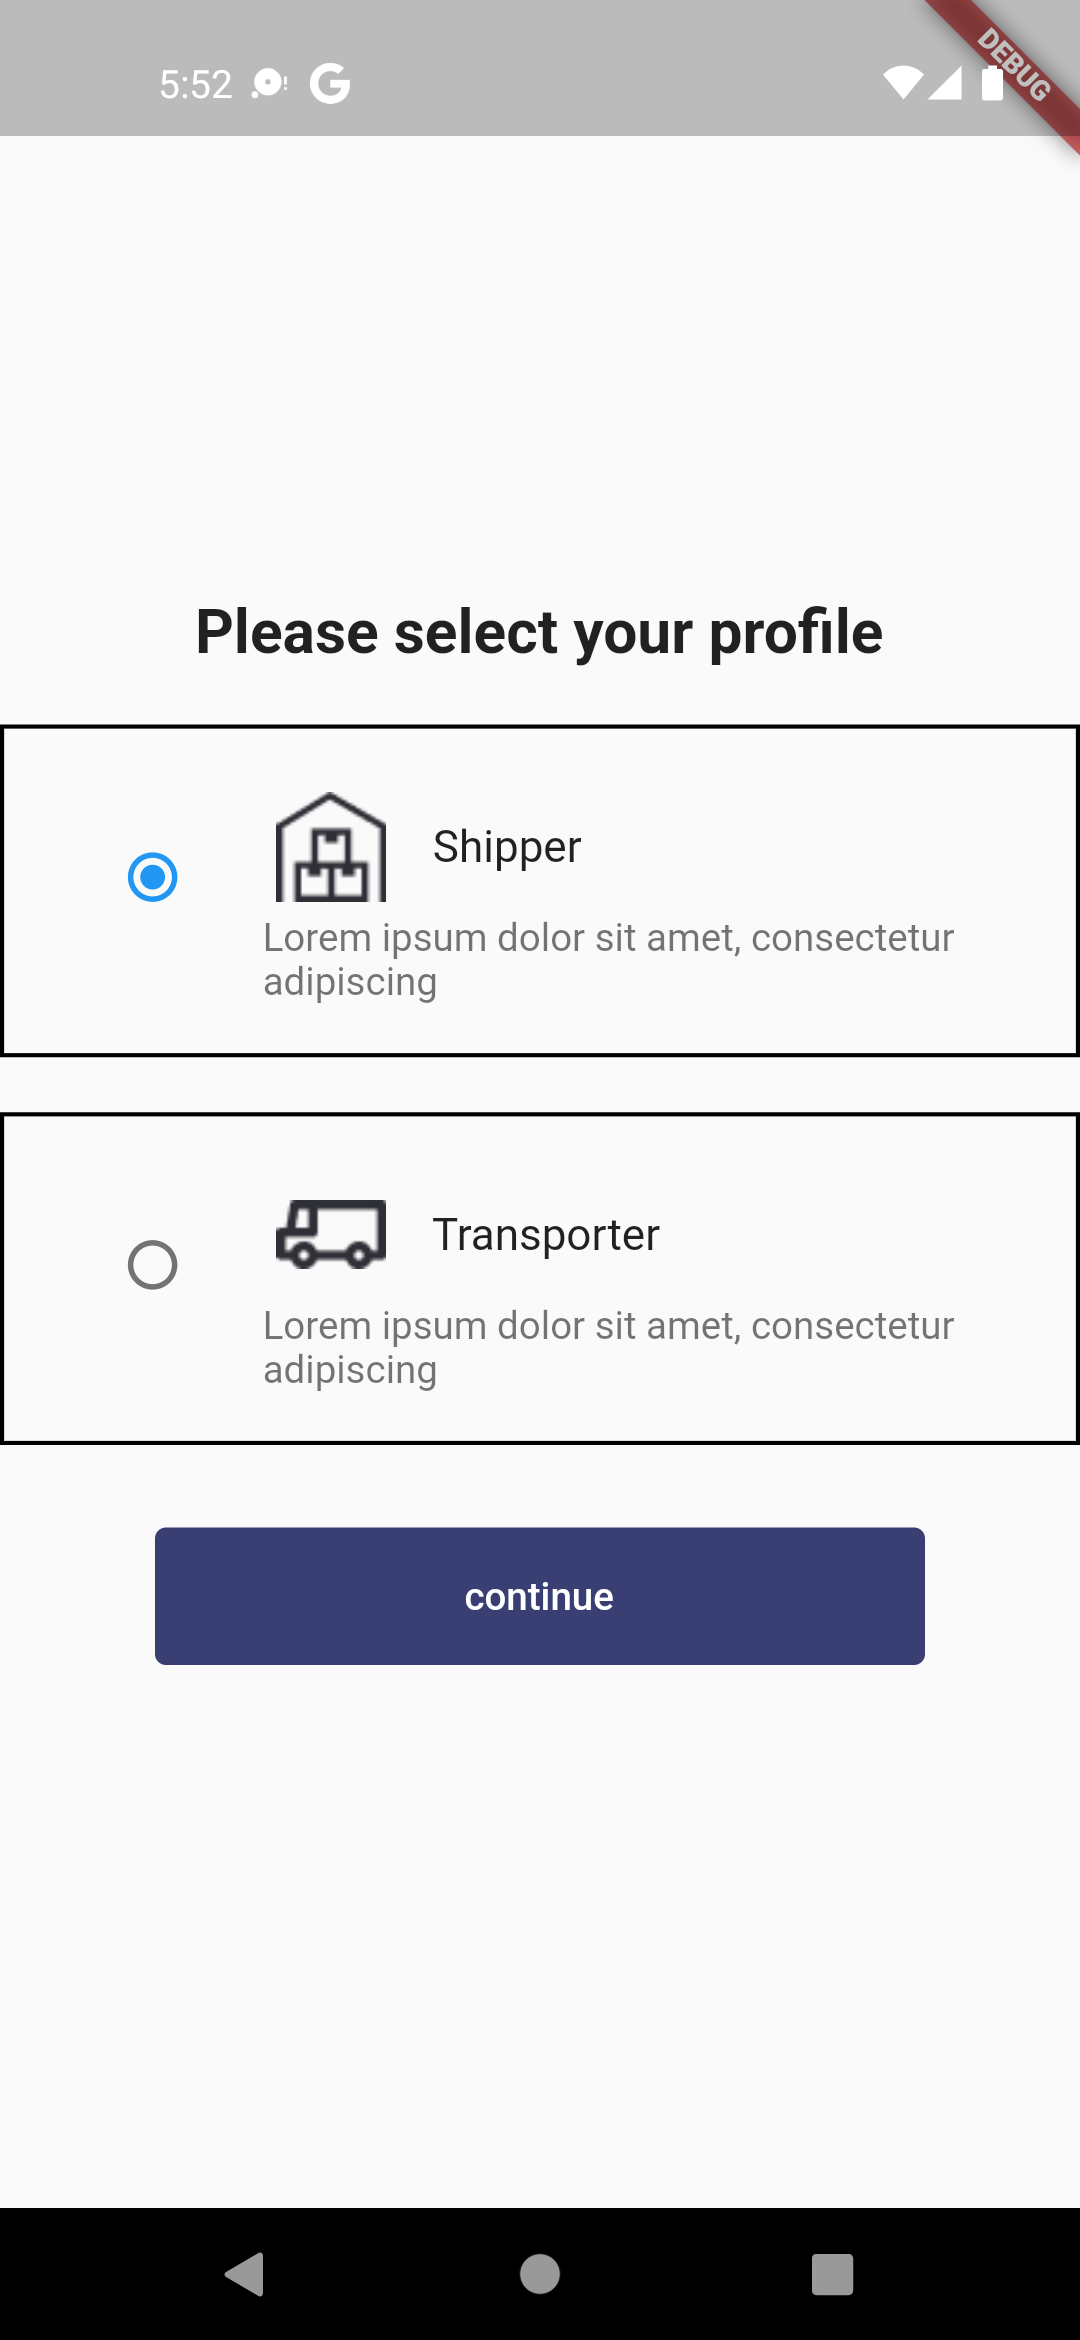 5:52
DEBUG
Please select your profile
Shipper
Lorem ipsum dolor sit amet, consectetur
adipiscing
Transporter
Lorem ipsum dolor sit amet, consectetur
adipiscing
continue